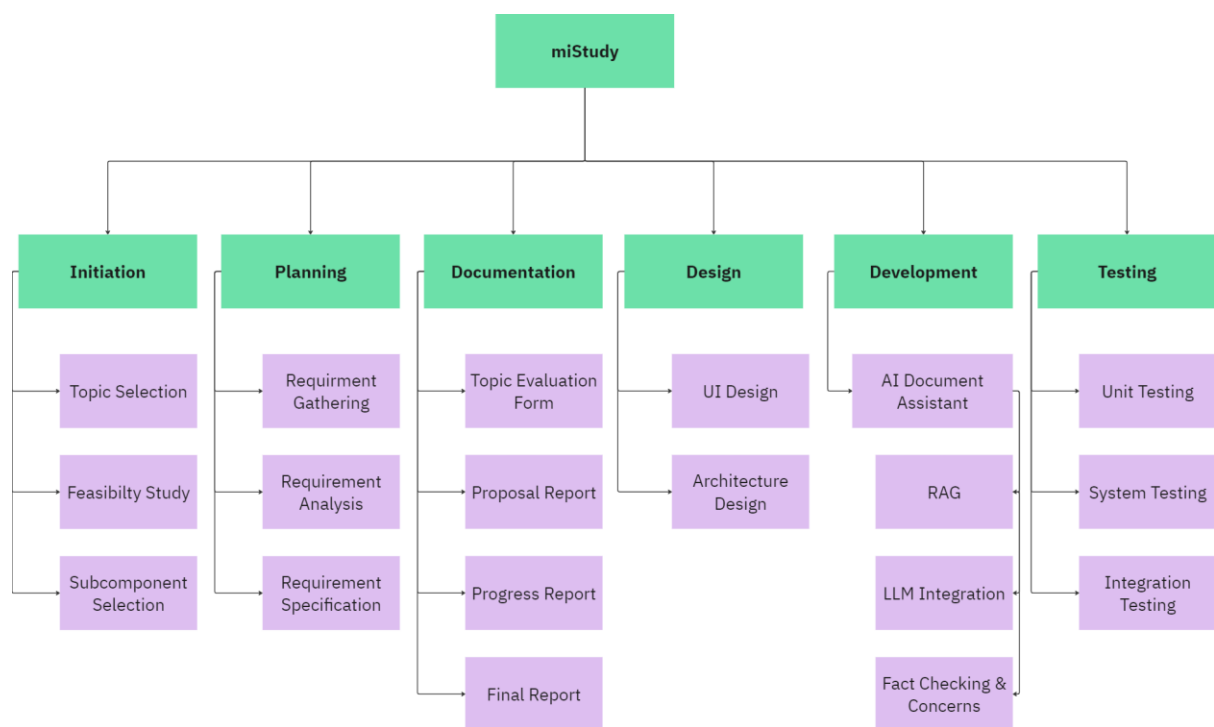 miStudy
Initiation
Planning
Documentation
Design
Development
Testing
Topic Selection
Feasibilty Study
Subcomponent
Selection
Requirment
Gathering
Requirement
Analysis
Requirement
Specification
Topic Evaluation
Form
Proposal Report
Progress Report
Final Report
UI Design
Architecture
Design
AI Document
Assistant
RAG
LLM Integration
Fact Checking &
Concerns
Unit Testing
System Testing
Integration
Testing